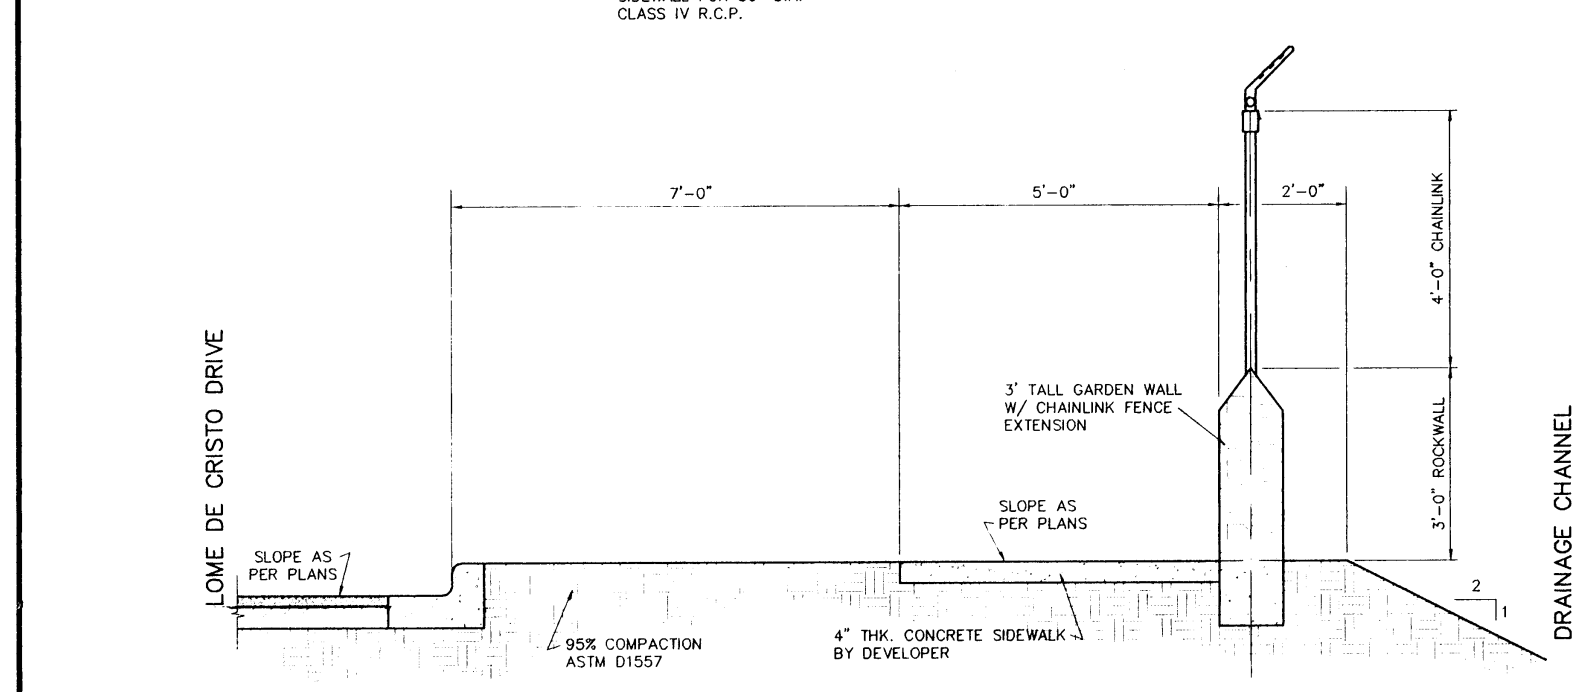 CLASS IV R.C.P.
7'-0"
5'-0"
2'-0"
4'-0" CHAINLINK
3'-0" ROCKWALL
3' TALL GARDEN WALL
W/ CHAINLINK FENCE
EXTENSION
SLOPE AS
PER PLANS
SLOPE AS
PER PLANS
LOME DE CRISTO DRIVE
95% COMPACTION
ASTM D1557
4" THK. CONCRETE SIDEWALK
BY DEVELOPER
2
1
DRAINAGE CHANNEL